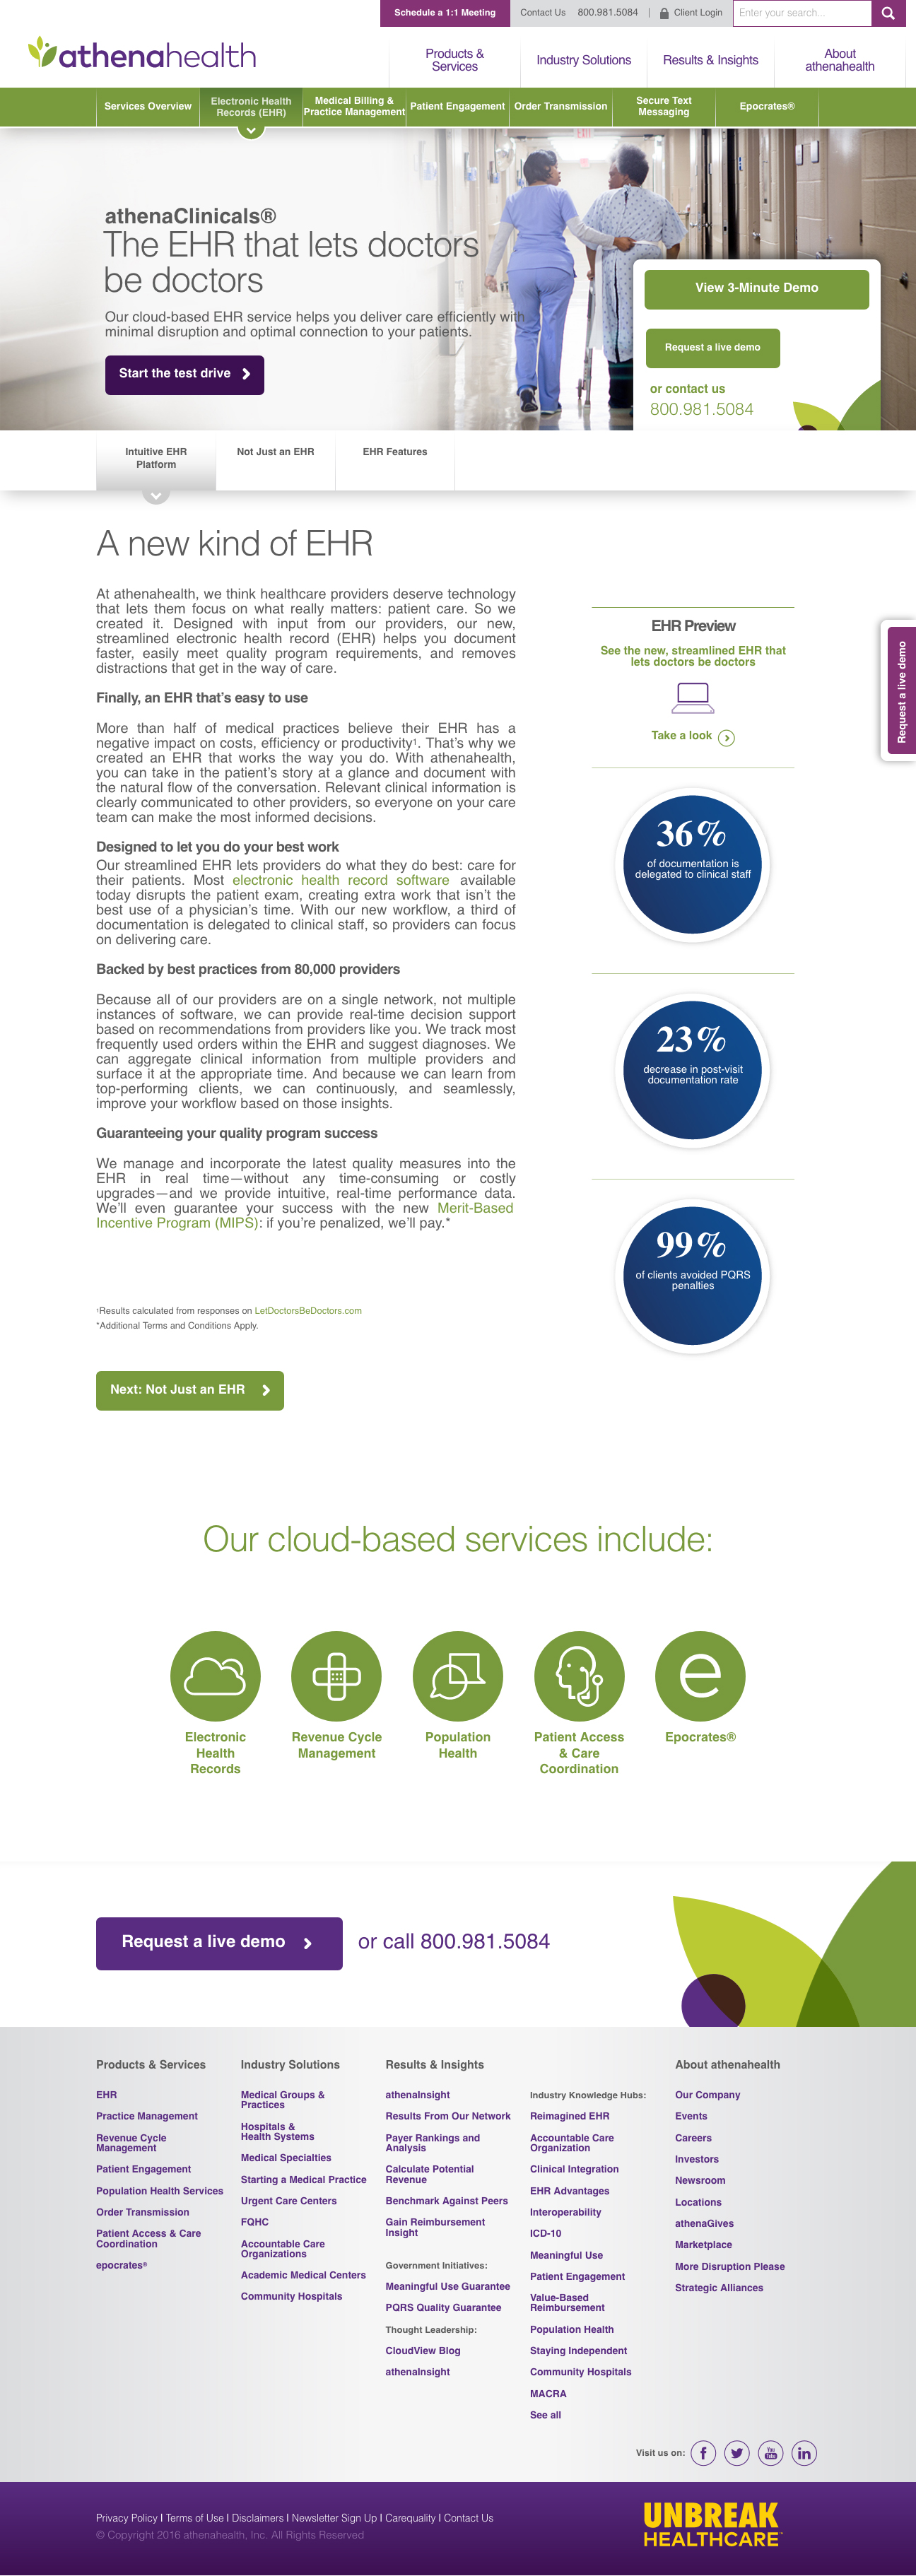 Schedule a 1:1 Meeting
Contact Us 800.981.5084 | Client Login
Enter your search...
athenahealth
Products &
Services
Industry Solutions
Results & Insights
About
athenahealth
Services Overview
Electronic Health
Records (EHR)
Medical Billing &
Practice Management
Patient Engagement
Order Transmission
Secure Text
Messaging
Epocrates®
athenaClinicals®
The EHR that lets doctors
be doctors
Our cloud-based EHR service helps you deliver care efficiently with
minimal disruption and optimal connection to your patients.
Start the test drive
View 3-Minute Demo
Request a live demo
or contact us
800.981.5084
Intuitive EHR
Platform
Not Just an EHR
EHR Features
A new kind of EHR
At athenahealth, we think healthcare providers deserve technology
that lets them focus on what really matters: patient care. So we
created it. Designed with input from our providers, our new,
streamlined electronic health record (EHR) helps you document
faster, easily meet quality program requirements, and removes
distractions that get in the way of care.
Finally, an EHR that's easy to use
More than half of medical practices believe their EHR has a
negative impact on costs, efficiency or productivity¹. That's why we
created an EHR that works the way you do. With athenahealth,
you can take in the patient's story at a glance and document with
the natural flow of the conversation. Relevant clinical information is
clearly communicated to other providers, so everyone on your care
team can make the most informed decisions.
Designed to let you do your best work
Our streamlined EHR lets providers do what they do best: care for
their patients. Most electronic health record software available
today disrupts the patient exam, creating extra work that isn't the
best use of a physician's time. With our new workflow, a third of
documentation is delegated to clinical staff, so providers can focus
on delivering care.
Backed by best practices from 80,000 providers
Because all of our providers are on a single network, not multiple
instances of software, we can provide real-time decision support
based on recommendations from providers like you. We track most
frequently used orders within the EHR and suggest diagnoses. We
can aggregate clinical information from multiple providers and
surface it at the appropriate time. And because we can learn from
top-performing clients, we can continuously, and seamlessly,
improve your workflow based on those insights.
Guaranteeing your quality program success
We manage and incorporate the latest quality measures into the
EHR in real time—without any time-consuming or costly
upgrades—and we provide intuitive, real-time performance data.
We'll even guarantee your success with the new Merit-Based
Incentive Program (MIPS): if you're penalized, we'll pay.*
¹Results calculated from responses on LetDoctorsBeDoctors.com
*Additional Terms and Conditions Apply.
Next: Not Just an EHR
EHR Preview
See the new, streamlined EHR that
lets doctors be doctors
Take a look
36%
of documentation is
delegated to clinical staff
23%
decrease in post-visit
documentation rate
99%
of clients avoided PQRS
penalties
Request a live demo
Our cloud-based services include:
Electronic
Health
Records
Revenue Cycle
Management
Population
Health
Patient Access
& Care
Coordination
e
Epocrates®
Request a live demo
or call 800.981.5084
Products & Services
EHR
Practice Management
Revenue Cycle
Management
Patient Engagement
Population Health Services
Order Transmission
Patient Access & Care
Coordination
epocrates®
Industry Solutions
Medical Groups &
Practices
Hospitals &
Health Systems
Medical Specialties
Starting a Medical Practice
Urgent Care Centers
FQHC
Accountable Care
Organizations
Academic Medical Centers
Community Hospitals
Results & Insights
athenaInsight
Results From Our Network
Payer Rankings and
Analysis
Calculate Potential
Revenue
Benchmark Against Peers
Gain Reimbursement
Insight
Government Initiatives:
Meaningful Use Guarantee
PQRS Quality Guarantee
Thought Leadership:
CloudView Blog
athenaInsight
Industry Knowledge Hubs:
Reimagined EHR
Accountable Care
Organization
Clinical Integration
EHR Advantages
Interoperability
ICD-10
Meaningful Use
Patient Engagement
Value-Based
Reimbursement
Population Health
Staying Independent
Community Hospitals
MACRA
See all
About athenahealth
Our Company
Events
Careers
Investors
Newsroom
Locations
athenaGives
Marketplace
More Disruption Please
Strategic Alliances
Visit us on:
f
You
Tube
in
Privacy Policy | Terms of Use | Disclaimers | Newsletter Sign Up | Carequality | Contact Us
© Copyright 2016 athenahealth, Inc. All Rights Reserved
UNBREAK
HEALTHCARE™